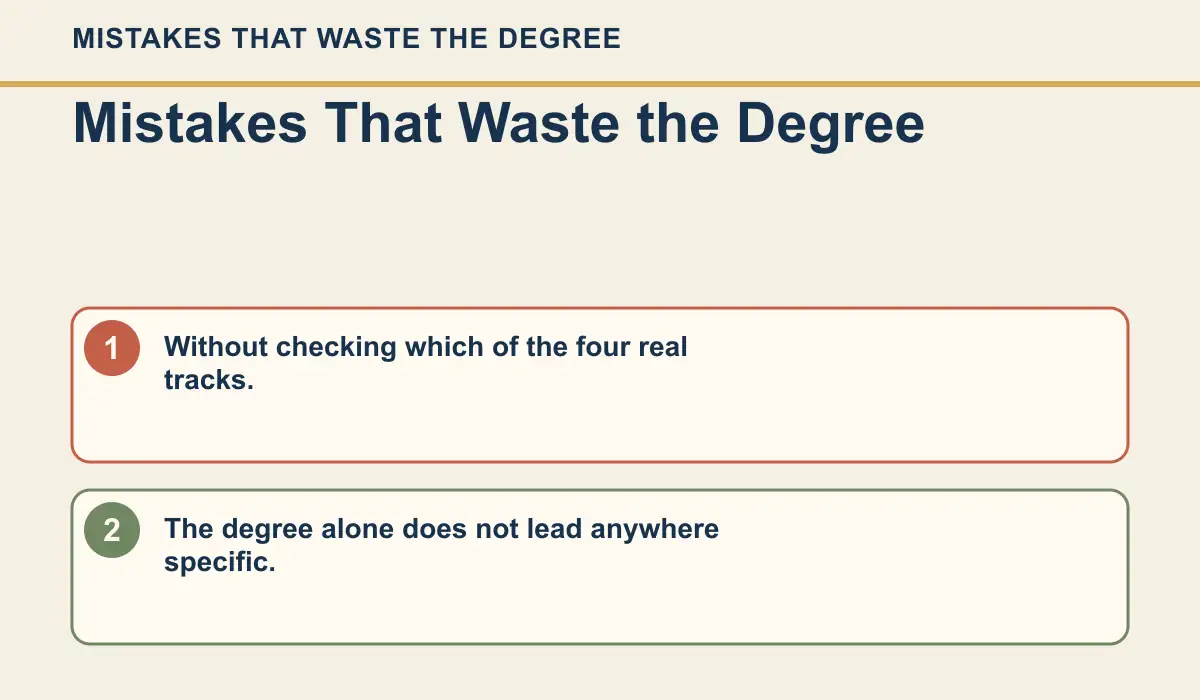 MISTAKES THAT WASTE THE DEGREE
Mistakes That Waste the Degree
1
Without checking which of the four real
tracks.
2
The degree alone does not lead anywhere
specific.